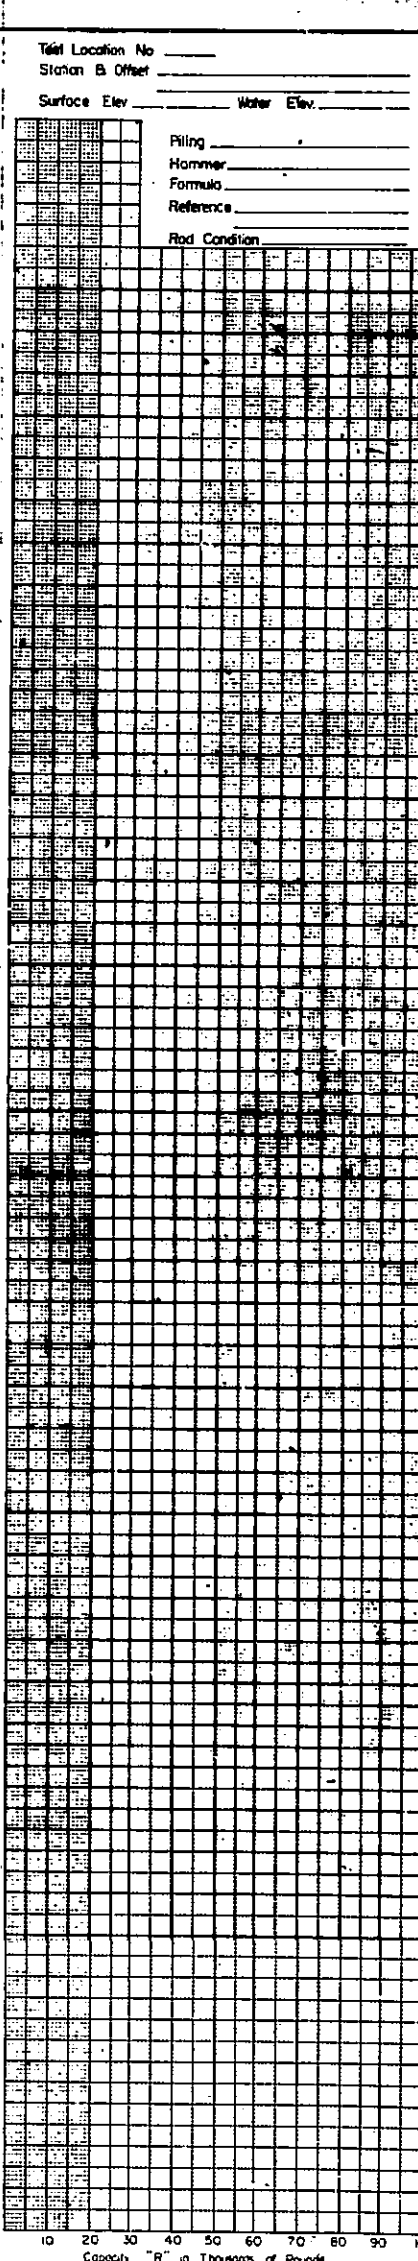 Test Location No
Station & Offset
Surface Elev Water Elev.
Piling
Hammer
Formula
Reference
Rod Condition
10 20 30 40 50 60 70 80 90
Capacity "R" in Thousands of Pounds